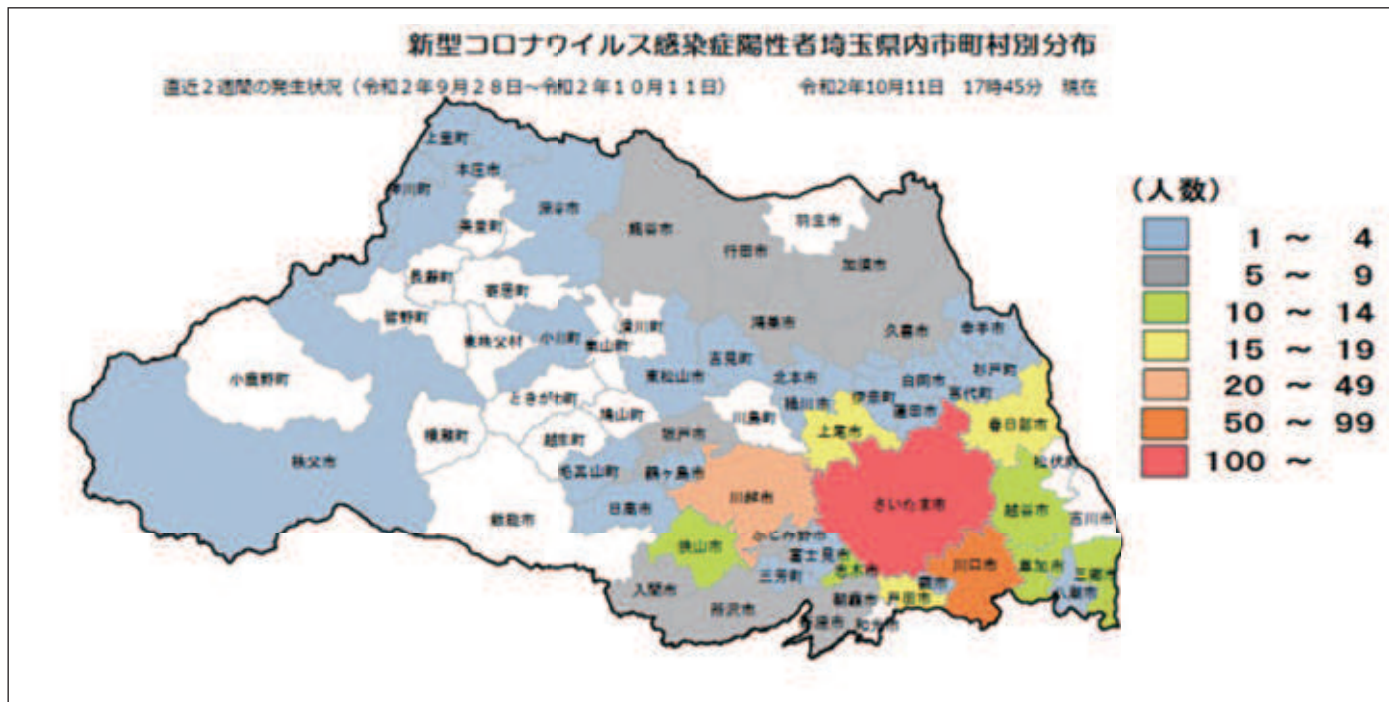 新型コロナウイルス感染症陽性者埼玉県内市町村別分布
直近2週間の発生状況（令和2年9月28日～令和2年10月11日）　令和2年10月11日　17時45分　現在
上里町
本庄市
神川町
美里町
深谷市
熊谷市
行田市
羽生市
加須市
長瀞町
寄居町
皆野町
東秩父村
小川町
嵐山町
滑川町
鴻巣市
久喜市
幸手市
小鹿野町
東松山市
吉見町
北本市
白岡市
杉戸町
宮代町
伊奈町
蓮田市
桶川市
ときがわ町
鳩山町
川島町
上尾市
春日部市
横瀬町
越生町
坂戸市
松伏町
秩父市
毛呂山町
鶴ヶ島市
川越市
さいたま市
越谷市
吉川市
飯能市
日高市
狭山市
ふじみ野市
富士見市
三芳町
志木市
川口市
草加市
三郷市
八潮市
蕨市
戸田市
入間市
所沢市
朝霞市
新座市
和光市
（人数）
1 ～ 4
5 ～ 9
10 ～ 14
15 ～ 19
20 ～ 49
50 ～ 99
100 ～